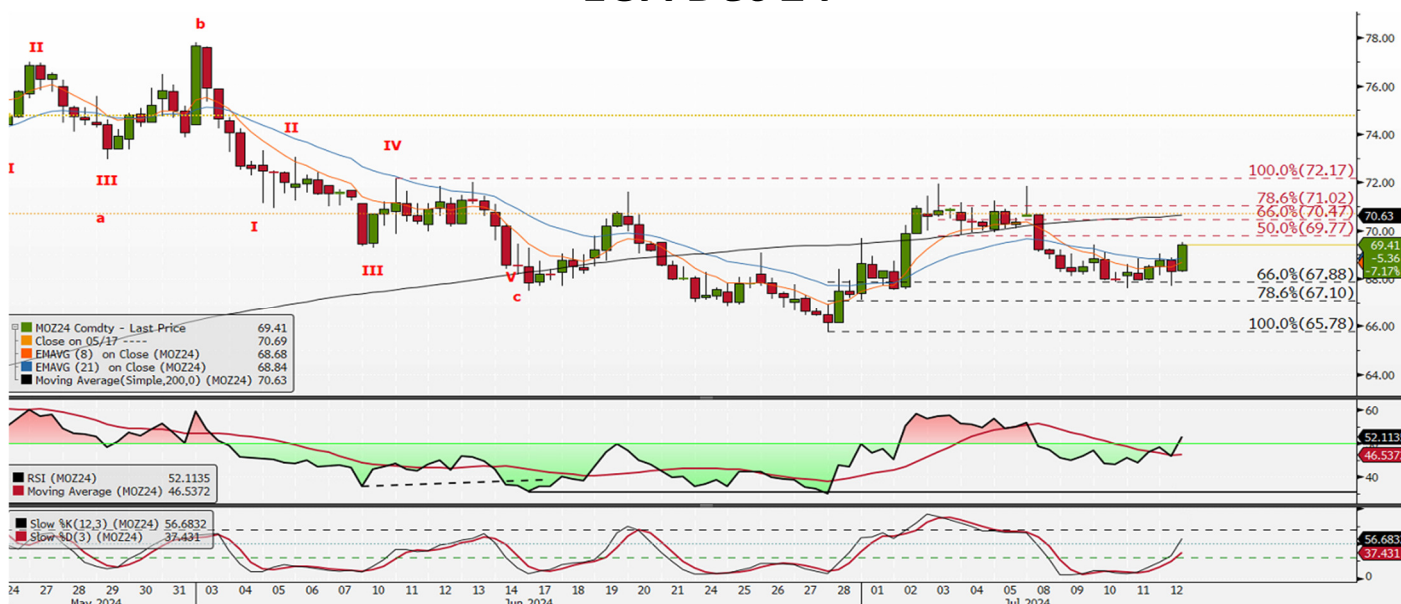 b
II
II
IV
I
III
a
I
III
V
c
100.0%(72.17)
78.6%(71.02)
66.0%(70.47)
50.0%(69.77)
66.0%(67.88)
78.6%(67.10)
100.0%(65.78)
78.00
76.00
74.00
72.00
70.63
70.00
69.41
-5.36
-7.17%
68.00
66.00
64.00
MOZ24 Comdty - Last Price 69.41
Close on 05/17 ---- 70.69
EMAVG (8) on Close (MOZ24) 68.68
EMAVG (21) on Close (MOZ24) 68.84
Moving Average(Simple,200,0) (MOZ24) 70.63
60
52.1135
46.5372
40
RSI (MOZ24) 52.1135
Moving Average (MOZ24) 46.5372
Slow %K(12,3) (MOZ24) 56.6832
Slow %D(3) (MOZ24) 37.431
56.6832
37.431
0
24 27 28 29 30 31 03 04 05 06 07 10 11 12 13 14 17 18 19 20 21 24 25 26 27 28 01 02 03 04 05 08 09 10 11 12
May 2024 Jun 2024 Jul 2024